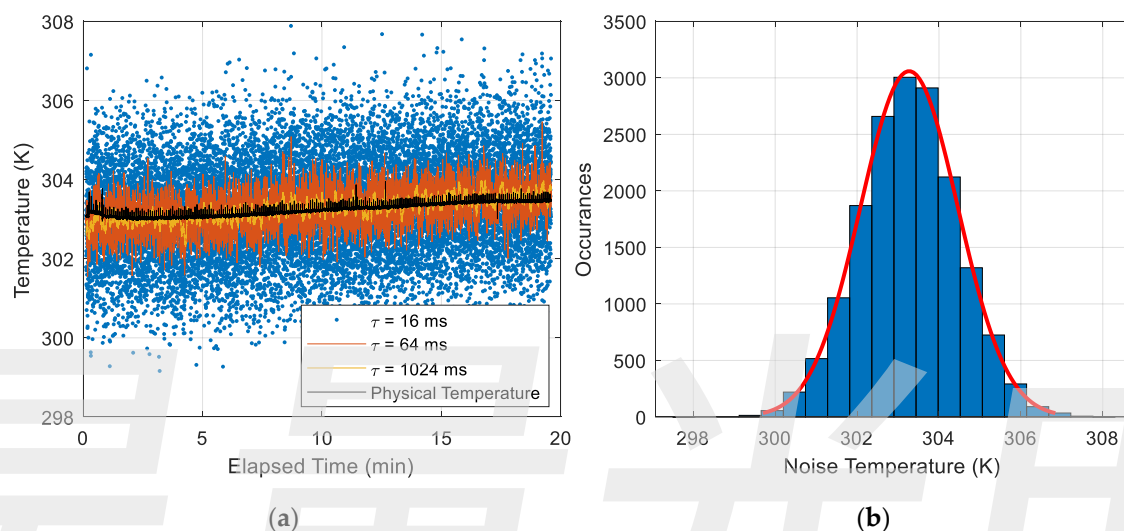 308
306
304
302
300
298
Temperature (K)
τ = 16 ms
τ = 64 ms
τ = 1024 ms
Physical Temperature
0
5
10
15
20
Elapsed Time (min)
(a)
3500
3000
2500
2000
1500
1000
500
0
Occurances
298
300
302
304
306
308
Noise Temperature (K)
(b)